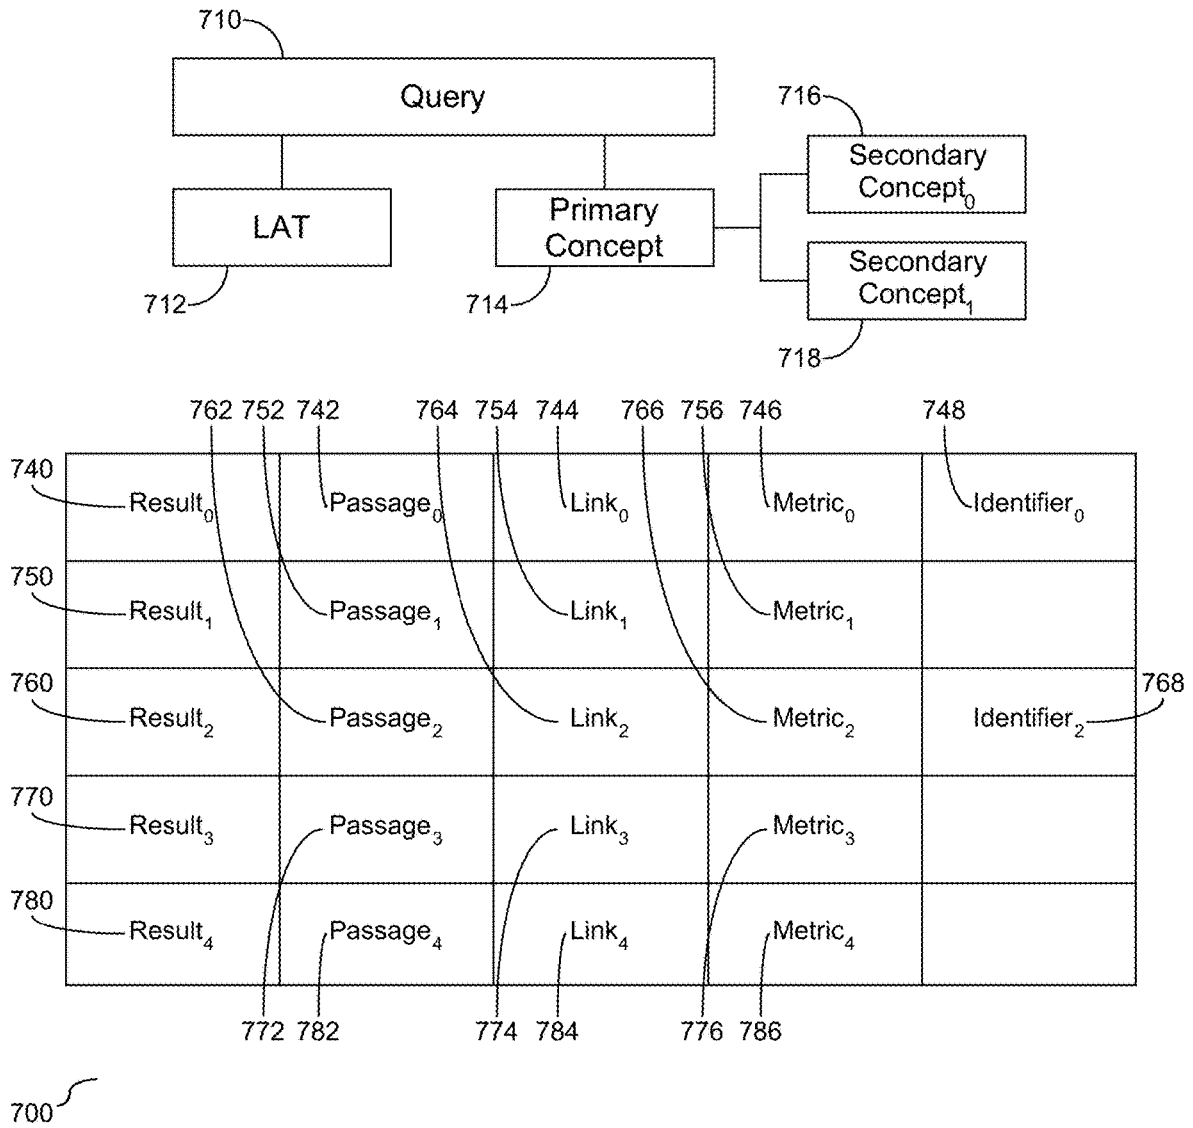 710
Query
716
Secondary
Concept₀
LAT
Primary
Concept
Secondary
Concept₁
712
714
718
762 752 742 764 754 744 766 756 746 748
740
Result₀ Passage₀ Link₀ Metric₀ Identifier₀
750
Result₁ Passage₁ Link₁ Metric₁
760
768
Result₂ Passage₂ Link₂ Metric₂ Identifier₂
770
Result₃ Passage₃ Link₃ Metric₃
780
Result₄ Passage₄ Link₄ Metric₄
772 782 774 784 776 786
700